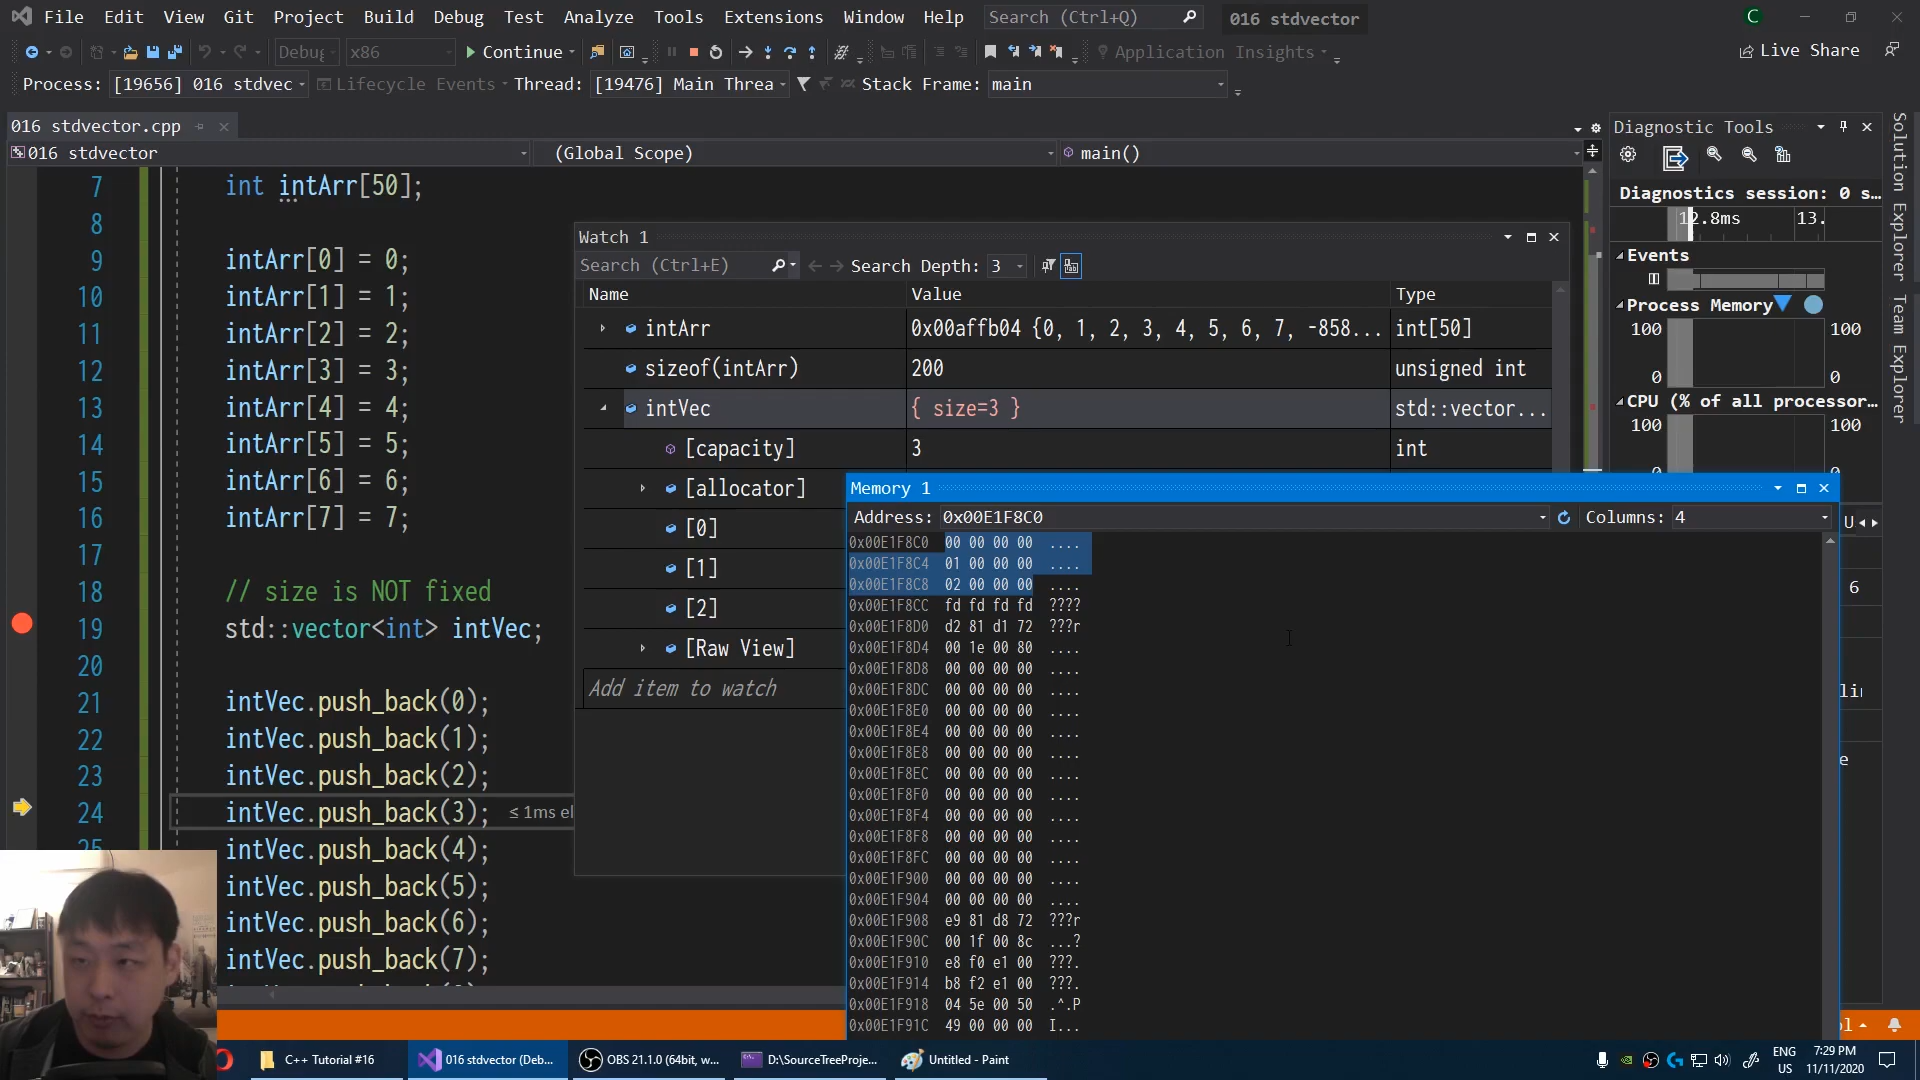 File Edit View Git Project Build Debug Test Analyze Tools Extensions Window Help Search (Ctrl+Q) 016 stdvector C
Debug x86 Continue Application Insights Live Share
Process: [19656] 016 stdvec Lifecycle Events Thread: [19476] Main Threa Stack Frame: main
016 stdvector.cpp
016 stdvector (Global Scope) main()
7 int intArr[50];
8
9 intArr[0] = 0;
10 intArr[1] = 1;
11 intArr[2] = 2;
12 intArr[3] = 3;
13 intArr[4] = 4;
14 intArr[5] = 5;
15 intArr[6] = 6;
16 intArr[7] = 7;
17
18 // size is NOT fixed
19 std::vector<int> intVec;
20
21 intVec.push_back(0);
22 intVec.push_back(1);
23 intVec.push_back(2);
24 intVec.push_back(3); ≤ 1ms el
25 intVec.push_back(4);
intVec.push_back(5);
intVec.push_back(6);
intVec.push_back(7);
Watch 1
Search (Ctrl+E) Search Depth: 3
Name Value Type
intArr 0x00affb04 {0, 1, 2, 3, 4, 5, 6, 7, -858... int[50]
sizeof(intArr) 200 unsigned int
intVec { size=3 } std::vector...
[capacity] 3 int
[allocator]
[0]
[1]
[2]
[Raw View]
Add item to watch
Memory 1
Address: 0x00E1F8C0 Columns: 4
0x00E1F8C0 00 00 00 00 ....
0x00E1F8C4 01 00 00 00 ....
0x00E1F8C8 02 00 00 00 ....
0x00E1F8CC fd fd fd fd ????
0x00E1F8D0 d2 81 d1 72 ???r
0x00E1F8D4 00 1e 00 80 ....
0x00E1F8D8 00 00 00 00 ....
0x00E1F8DC 00 00 00 00 ....
0x00E1F8E0 00 00 00 00 ....
0x00E1F8E4 00 00 00 00 ....
0x00E1F8E8 00 00 00 00 ....
0x00E1F8EC 00 00 00 00 ....
0x00E1F8F0 00 00 00 00 ....
0x00E1F8F4 00 00 00 00 ....
0x00E1F8F8 00 00 00 00 ....
0x00E1F8FC 00 00 00 00 ....
0x00E1F900 00 00 00 00 ....
0x00E1F904 00 00 00 00 ....
0x00E1F908 e9 81 d8 72 ???r
0x00E1F90C 00 1f 00 8c ...?
0x00E1F910 e8 f0 e1 00 ???.
0x00E1F914 b8 f2 e1 00 ???.
0x00E1F918 04 5e 00 50 .^.P
0x00E1F91C 49 00 00 00 I...
Diagnostic Tools
Diagnostics session: 0 s...
12.8ms 13.
Events
Process Memory
100 100
0 0
CPU (% of all processor...
100 100
U
6
Solution Explorer Team Explorer
C++ Tutorial #16 016 stdvector (Deb... OBS 21.1.0 (64bit, w... D:\SourceTreeProje... Untitled - Paint
ENG
US
7:29 PM
11/11/2020